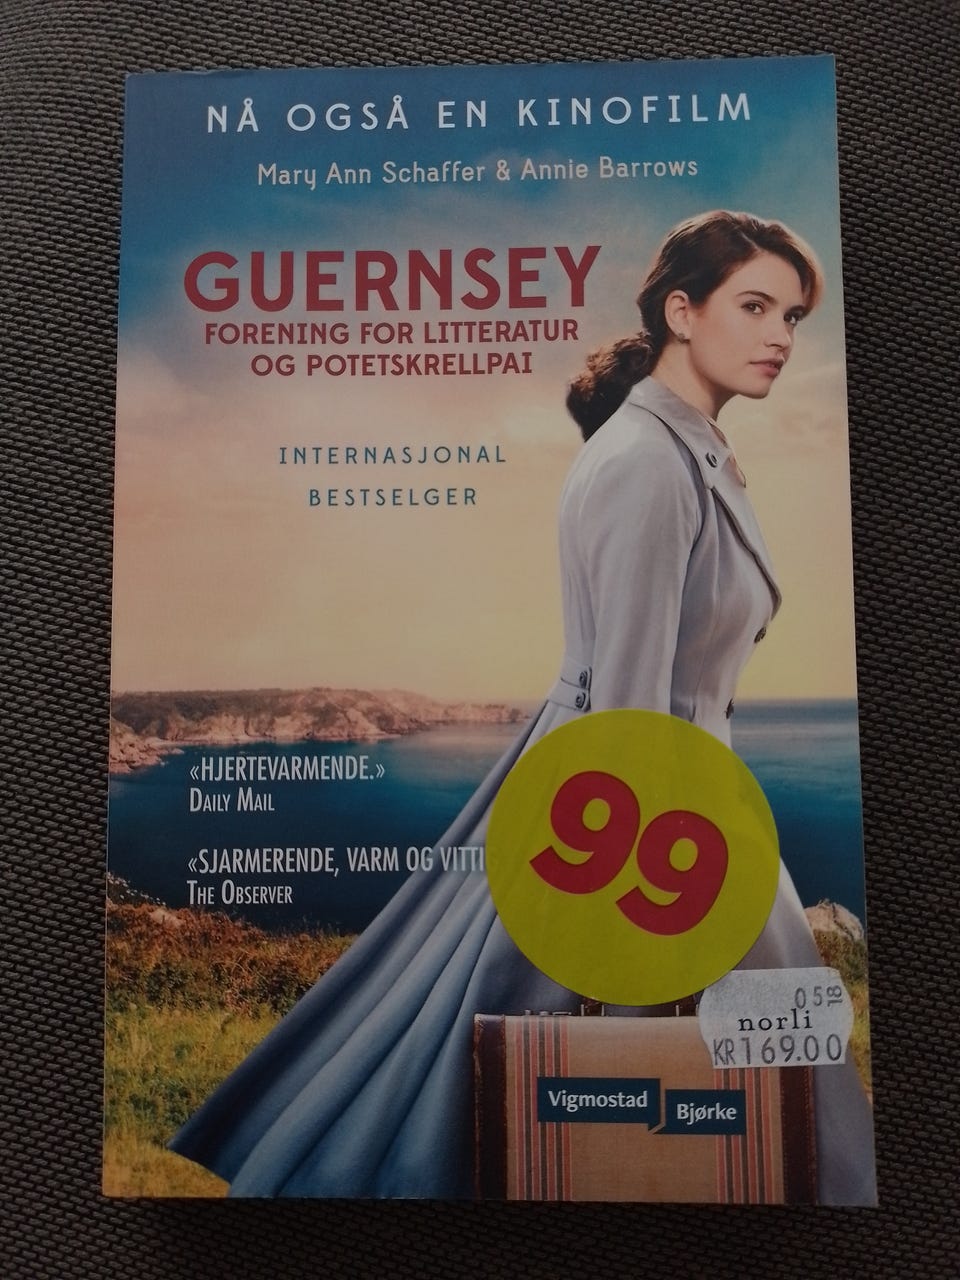 NÅ OGSÅ EN KINOFILM
Mary Ann Schaffer & Annie Barrows
GUERNSEY
FORENING FOR LITTERATUR
OG POTETSKRELLPAI
INTERNASJONAL
BESTSELGER
«HJERTEVARMENDE.»
DAILY MAIL
«SJARMERENDE, VARM OG VITTI
THE OBSERVER
99
05 18
norli
KR 169.00
Vigmostad
Bjørke